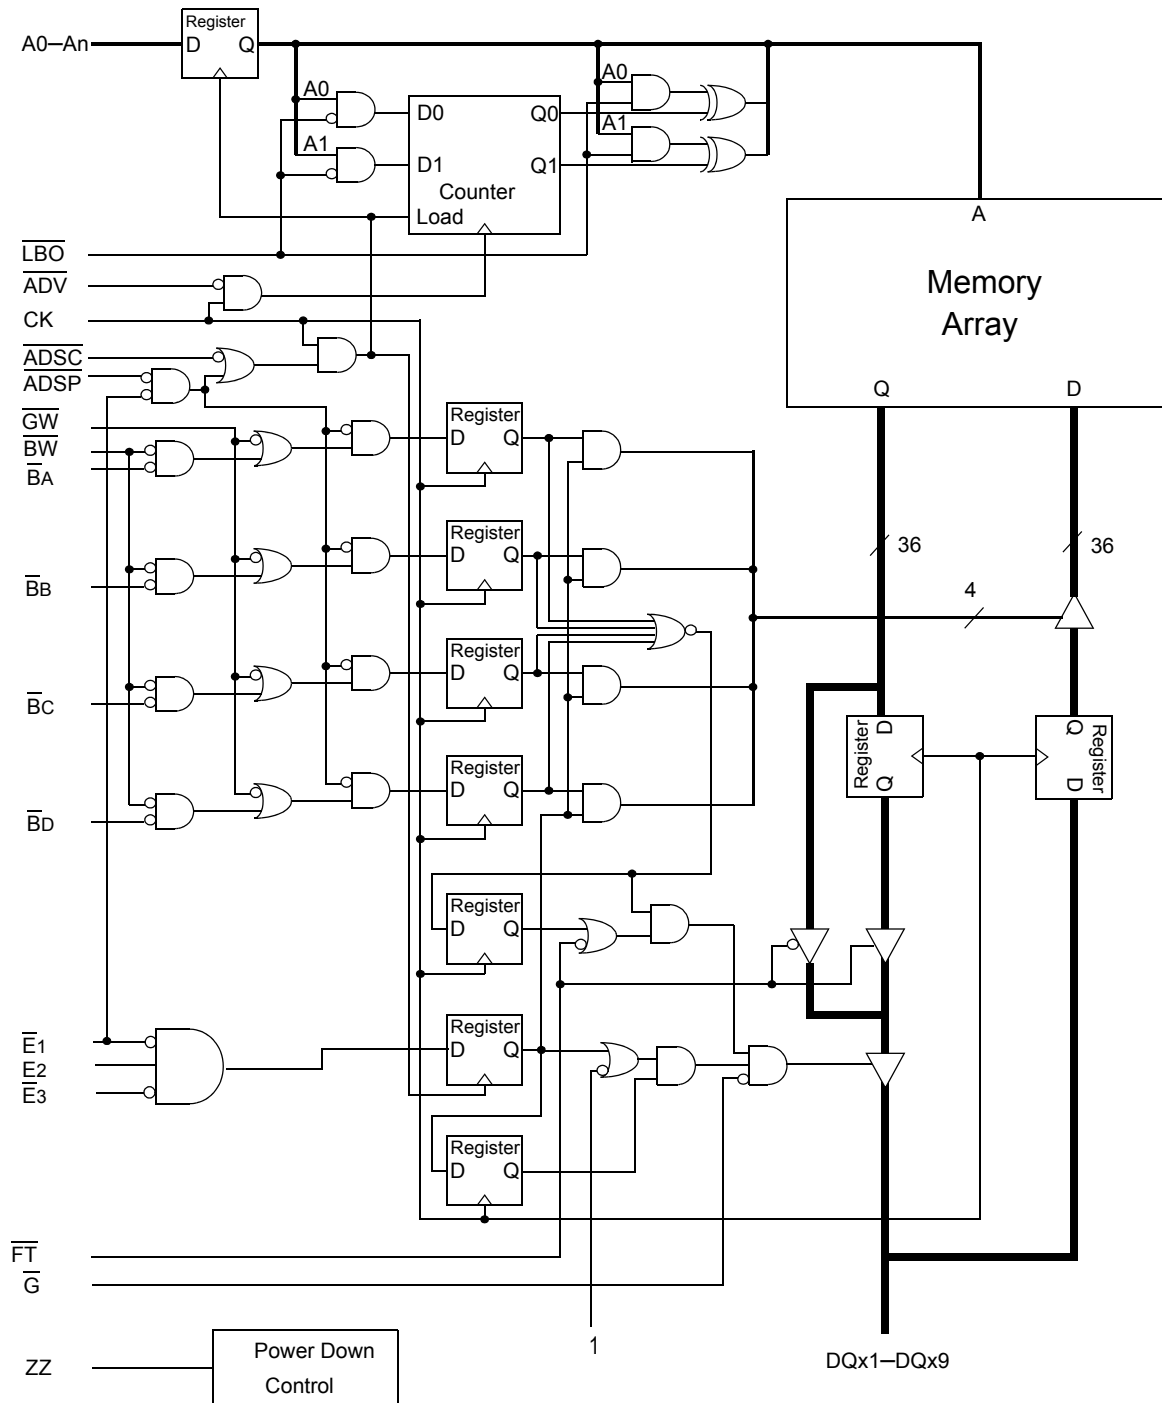 Register
A0–An
D Q
A0
A0
D0
Q0
A1
A1
D1
Q1
Counter
Load
A
LBO
ADV
Memory
Array
CK
ADSC
ADSP
Q
D
GW
Register
D Q
BW
BA
Register
D Q
36
36
BB
4
Register
D Q
BC
Register
D
Q
Register
Q
D
Register
D Q
BD
Register
D Q
Register
D Q
E1
E2
E3
Register
D Q
FT
G
1
ZZ
Power Down
Control
DQx1–DQx9